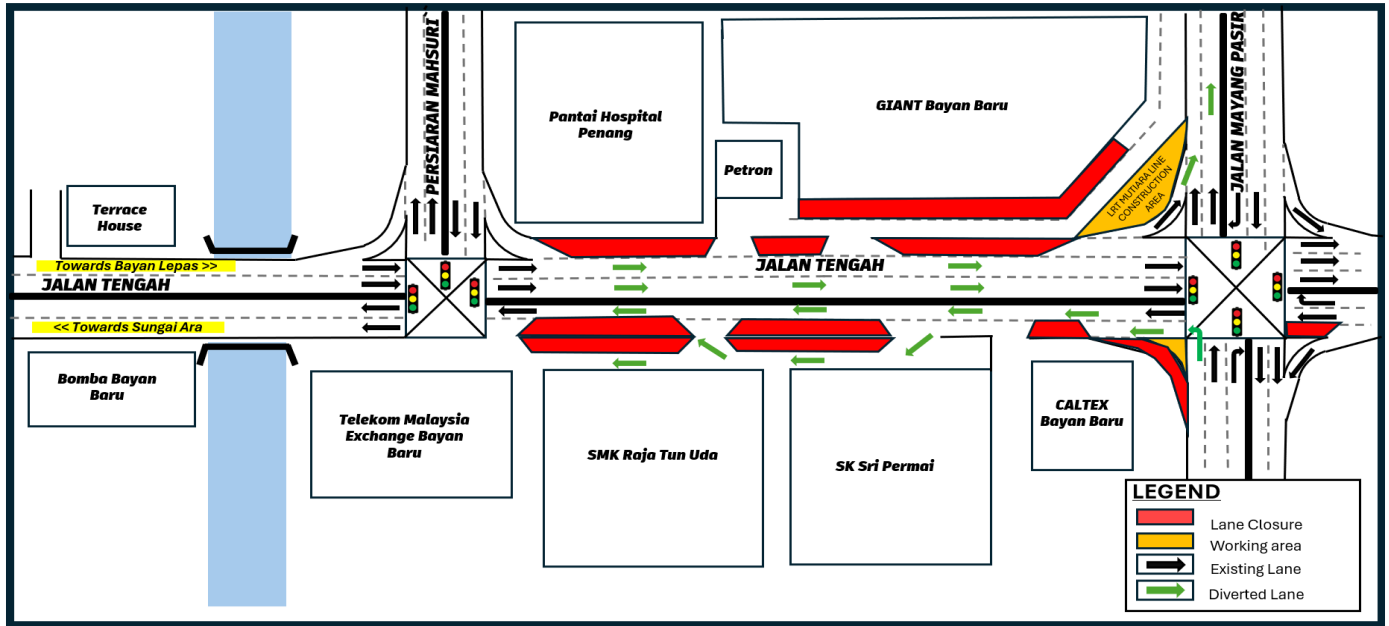 PERSIARAN MAHSURI
Pantai Hospital
Penang
Petron
GIANT Bayan Baru
LRT MUTIARA LINE
CONSTRUCTION
AREA
JALAN MAYANG PASIR
Terrace
House
Towards Bayan Lepas >>
JALAN TENGAH
JALAN TENGAH
<< Towards Sungai Ara
Bomba Bayan
Baru
Telekom Malaysia
Exchange Bayan
Baru
SMK Raja Tun Uda
SK Sri Permai
CALTEX
Bayan Baru
LEGEND
Lane Closure
Working area
Existing Lane
Diverted Lane